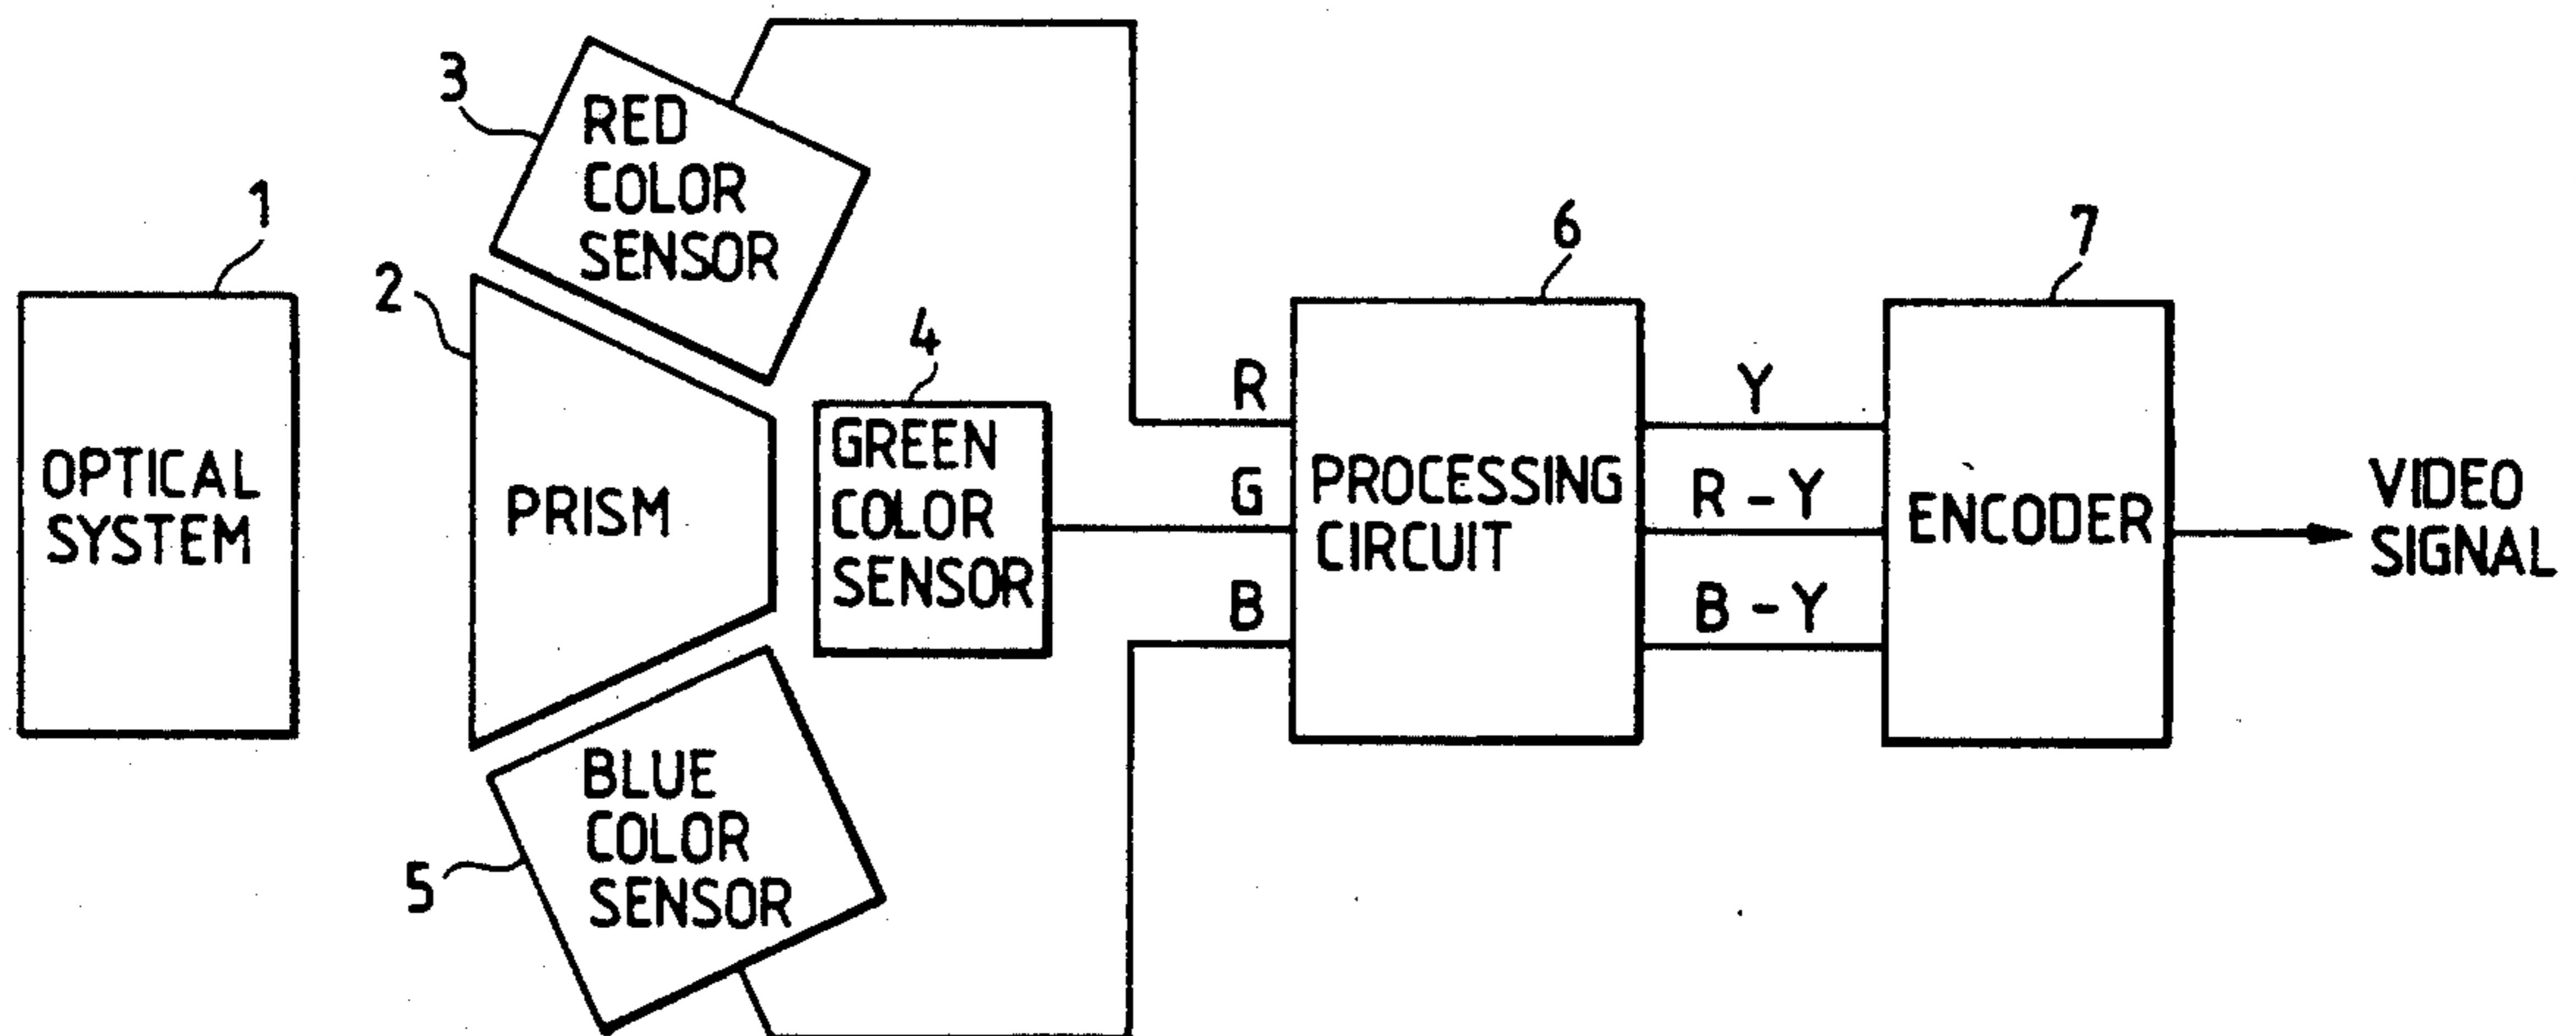 1
OPTICAL
SYSTEM
2
PRISM
3
RED
COLOR
SENSOR
4
GREEN
COLOR
SENSOR
5
BLUE
COLOR
SENSOR
R
G
B
6
PROCESSING
CIRCUIT
Y
R - Y
B - Y
7
ENCODER
VIDEO
SIGNAL